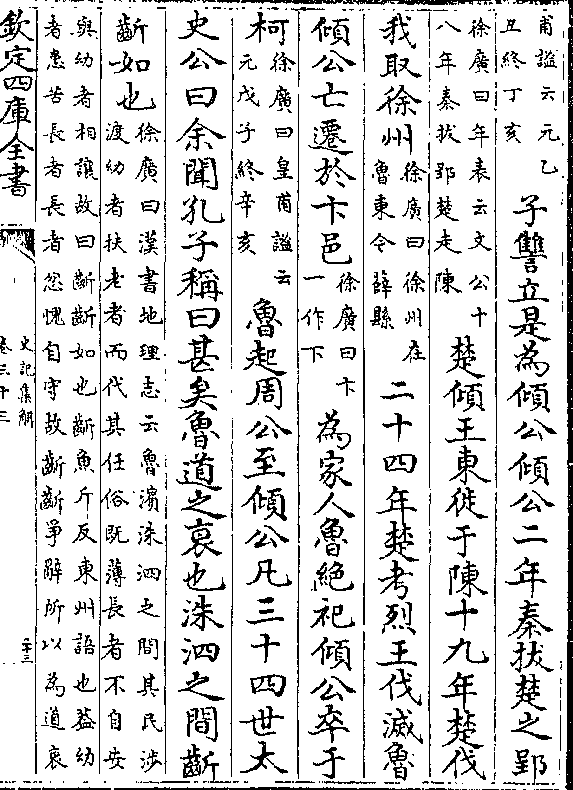 甫謐云元乙
丑終丁亥
子讐立是為傾公傾公二年秦拔楚之郢
徐廣曰年表云文公十
八年秦拔郢楚走陳
楚傾王東徙于陳十九年楚伐
我取徐州
徐廣曰徐州在
魯東今薛縣
二十四年楚考烈王伐滅魯
傾公亡遷於卞邑
徐廣曰卞
一作下
為家人魯絶祀傾公卒于
柯
徐廣曰皇甫謐云
元戊子終辛亥
魯起周公至傾公凡三十四世太
史公曰余聞孔子稱曰甚矣魯道之衰也洙泗之間齗
齗如也
徐廣曰漢書地理志云魯濱洙泗之間其民涉
渡幼者扶老者而代其任俗既薄長者不自安
與幼者相讓故曰齗齗如也齗魚斤反東州語也葢幼
者患苦長者長者忿愧自守故齗齗爭辭所以為道衰
欽定四庫全書
史記集解
卷三十三
二十三